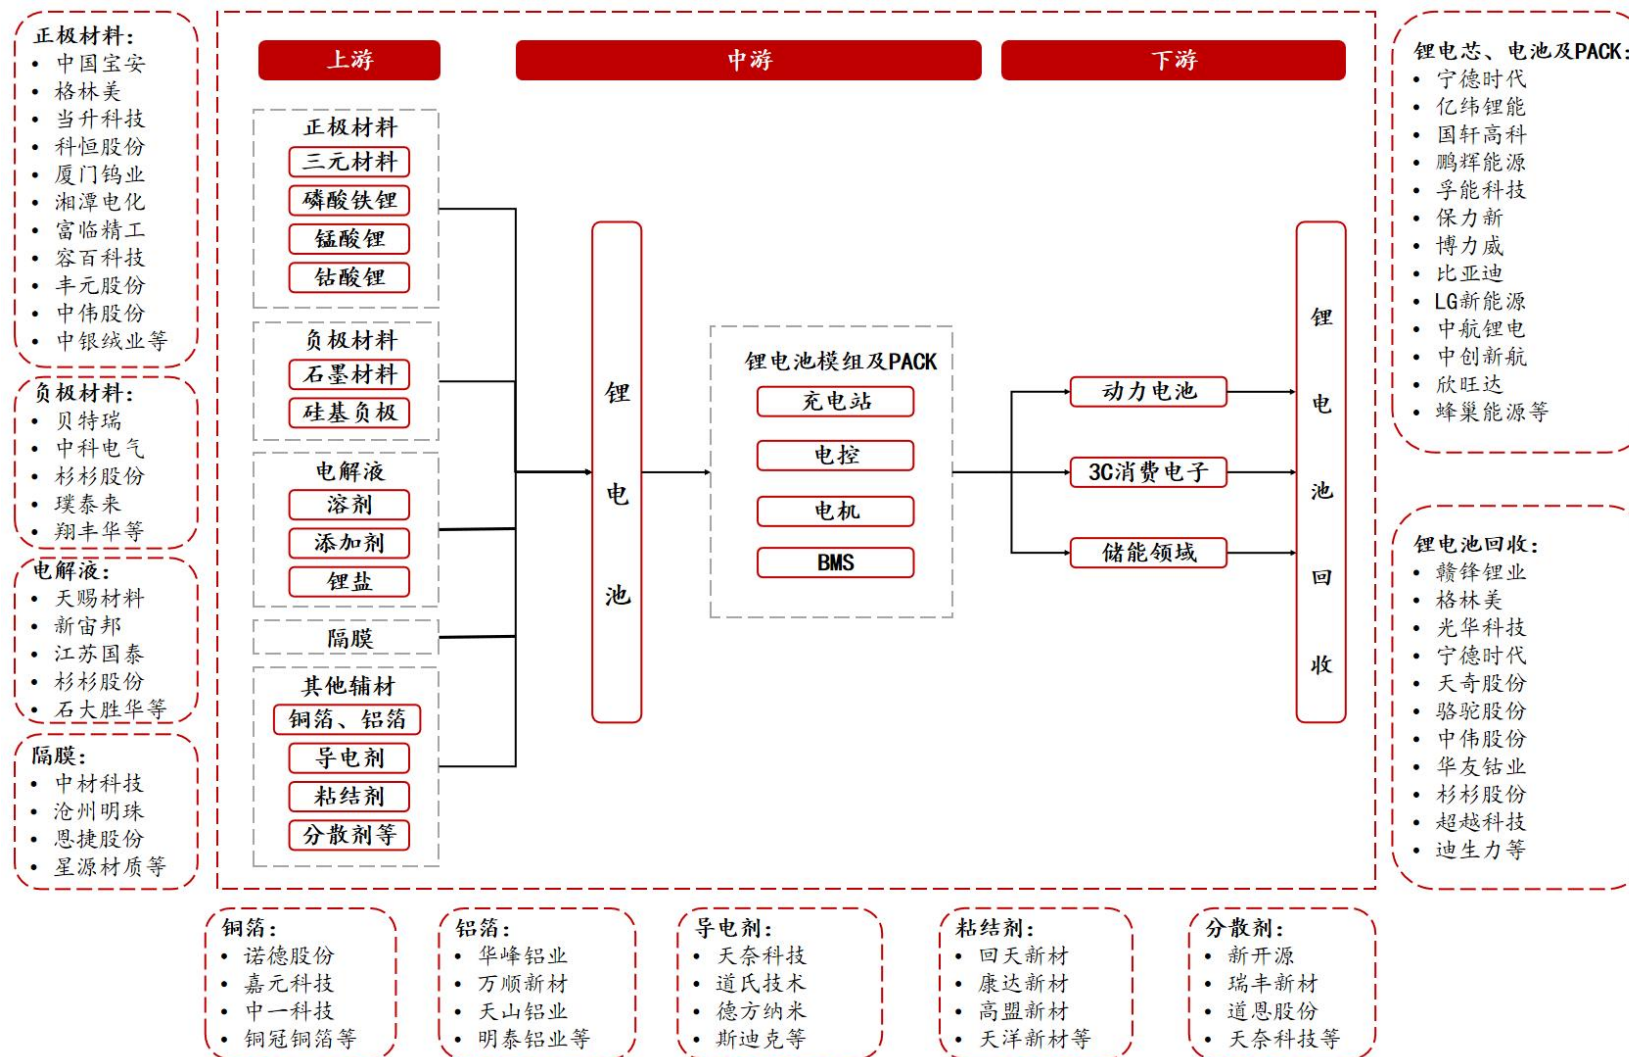 正极材料：
• 中国宝安
• 格林美
• 当升科技
• 科恒股份
• 厦门钨业
• 湘潭电化
• 富临精工
• 容百科技
• 丰元股份
• 中伟股份
• 中银绒业等
负极材料：
• 贝特瑞
• 中科电气
• 杉杉股份
• 璞泰来
• 翔丰华等
电解液：
• 天赐材料
• 新宙邦
• 江苏国泰
• 杉杉股份
• 石大胜华等
隔膜：
• 中材科技
• 沧州明珠
• 恩捷股份
• 星源材质等
上游
正极材料
三元材料
磷酸铁锂
锰酸锂
钴酸锂
负极材料
石墨材料
硅基负极
电解液
溶剂
添加剂
锂盐
隔膜
其他辅材
铜箔、铝箔
导电剂
粘结剂
分散剂等
中游
锂电池
锂电池模组及PACK
充电站
电控
电机
BMS
下游
动力电池
3C消费电子
储能领域
锂电池回收
锂电芯、电池及PACK：
• 宁德时代
• 亿纬锂能
• 国轩高科
• 鹏辉能源
• 孚能科技
• 保力新
• 博力威
• 比亚迪
• LG新能源
• 中航锂电
• 中创新航
• 欣旺达
• 蜂巢能源等
锂电池回收：
• 赣锋锂业
• 格林美
• 光华科技
• 宁德时代
• 天奇股份
• 骆驼股份
• 中伟股份
• 华友钴业
• 杉杉股份
• 超越科技
• 迪生力等
铜箔：
• 诺德股份
• 嘉元科技
• 中一科技
• 铜冠铜箔等
铝箔：
• 华峰铝业
• 万顺新材
• 天山铝业
• 明泰铝业等
导电剂：
• 天奈科技
• 道氏技术
• 德方纳米
• 斯迪克等
粘结剂：
• 回天新材
• 康达新材
• 高盟新材
• 天洋新材等
分散剂：
• 新开源
• 瑞丰新材
• 道恩股份
• 天奈科技等